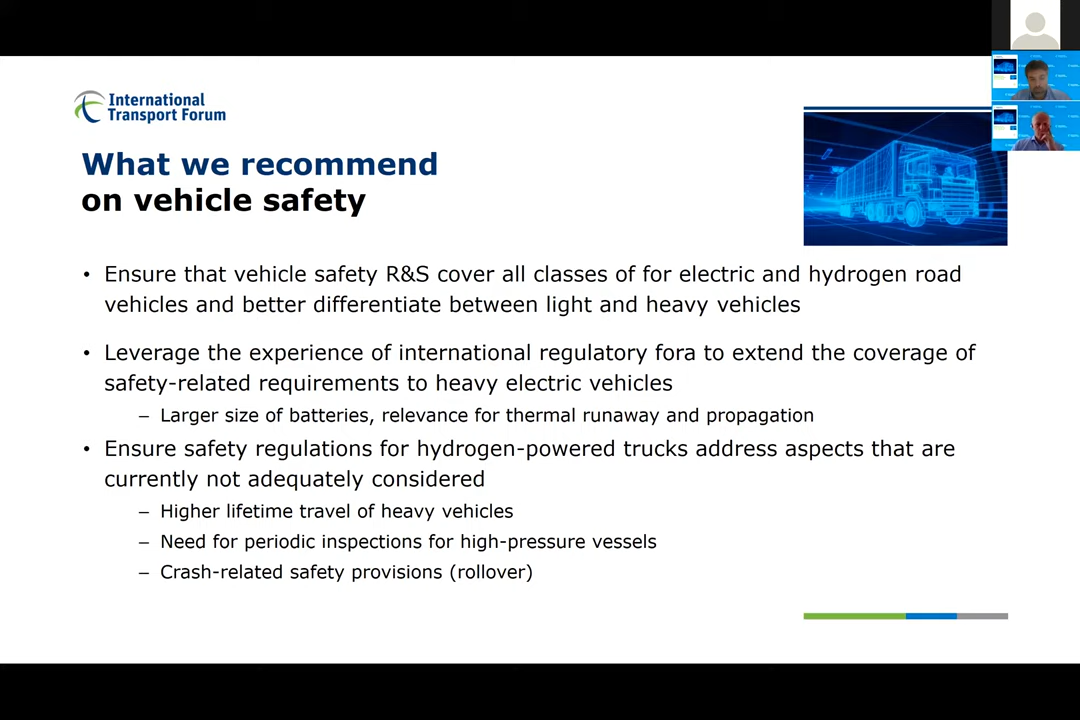 International
Transport Forum
What we recommend
on vehicle safety
• Ensure that vehicle safety R&S cover all classes of for electric and hydrogen road
vehicles and better differentiate between light and heavy vehicles
• Leverage the experience of international regulatory fora to extend the coverage of
safety-related requirements to heavy electric vehicles
– Larger size of batteries, relevance for thermal runaway and propagation
• Ensure safety regulations for hydrogen-powered trucks address aspects that are
currently not adequately considered
– Higher lifetime travel of heavy vehicles
– Need for periodic inspections for high-pressure vessels
– Crash-related safety provisions (rollover)